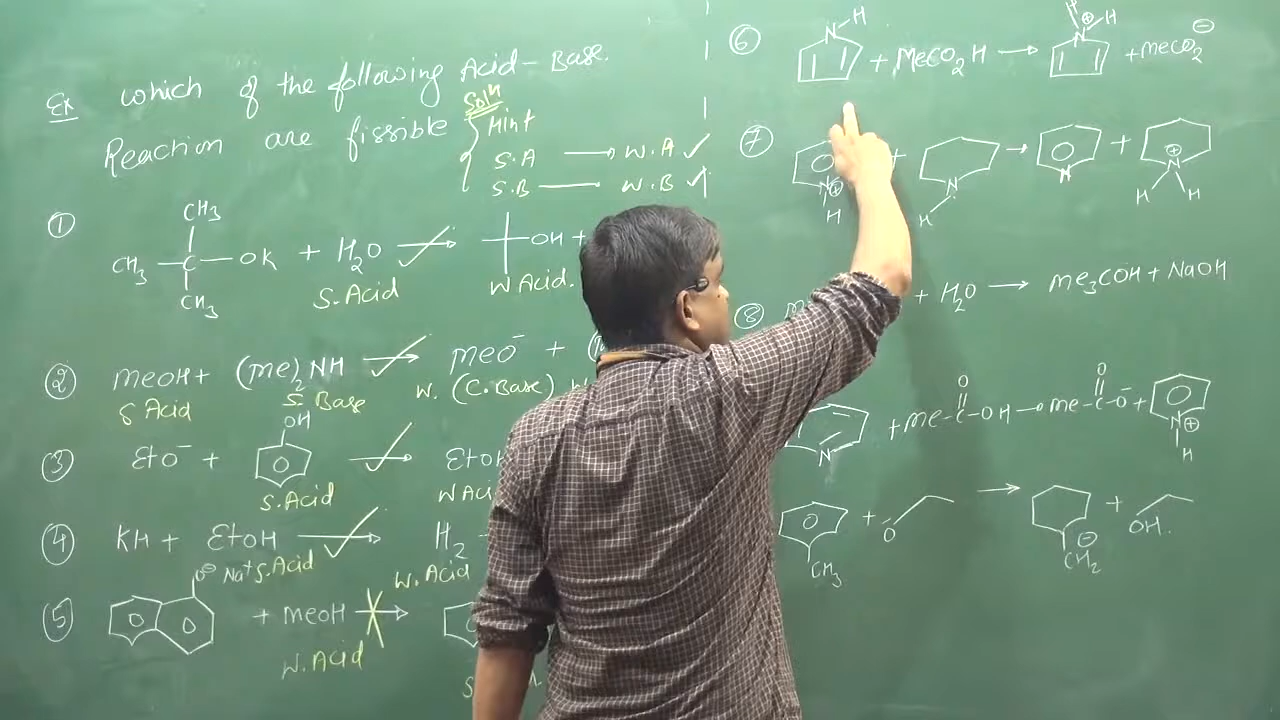 Ex which of the following Acid-Base.
Reaction are fissible
Soln
Hint
S.A → W.A ✓
S.B — W.B ✓
①
CH3
CH3 — C — OK + H2O → OH +
CH3
S.Acid W Acid.
② MeOH + (Me)2 NH → MeO⁻ + (
S Acid S. Base W. (C.Base)
③ EtO⁻ + OH → EtOH
S.Acid W Aci
④ KH + EtOH → H2
S.Acid W. Acid
⑤ O⊖ Na⁺ + MeOH →
W. Acid
⑥ N H + MeCO2H → N⊕ H + MeCO2⊖
⑦ N⊕ H + N H → N + N⊕ H H
⑧ + H2O → Me3COH + NaOH
N + Me-C-OH → Me-C-O⁻ + N⊕ H
O O
CH3 + O⁻ → CH2⊖ + OH